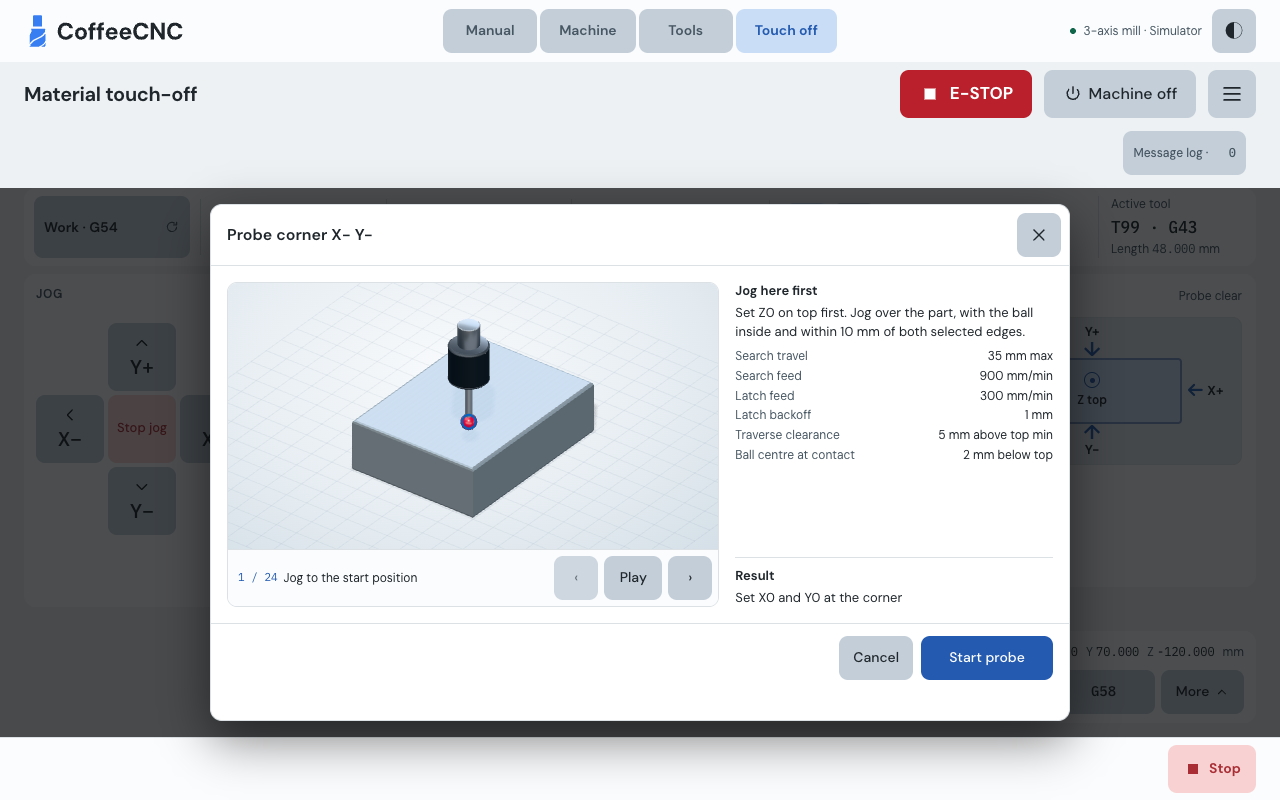 CoffeeCNC
Manual
Machine
Tools
Touch off
3-axis mill · Simulator
Material touch-off
E-STOP
Machine off
Message log · 0
Work · G54
Active tool
T99 · G43
Length 48.000 mm
Probe corner X- Y-
JOG
Y+
X-
Stop jog
X
Y-
Jog here first
Set Z0 on top first. Jog over the part, with the ball
inside and within 10 mm of both selected edges.
Search travel 35 mm max
Search feed 900 mm/min
Latch feed 300 mm/min
Latch backoff 1 mm
Traverse clearance 5 mm above top min
Ball centre at contact 2 mm below top
Probe clear
Y+
X+
Z top
Y-
1 / 24 Jog to the start position
‹
Play
›
Result
Set X0 and Y0 at the corner
Cancel
Start probe
0 Y 70.000 Z -120.000 mm
G58
More
Stop